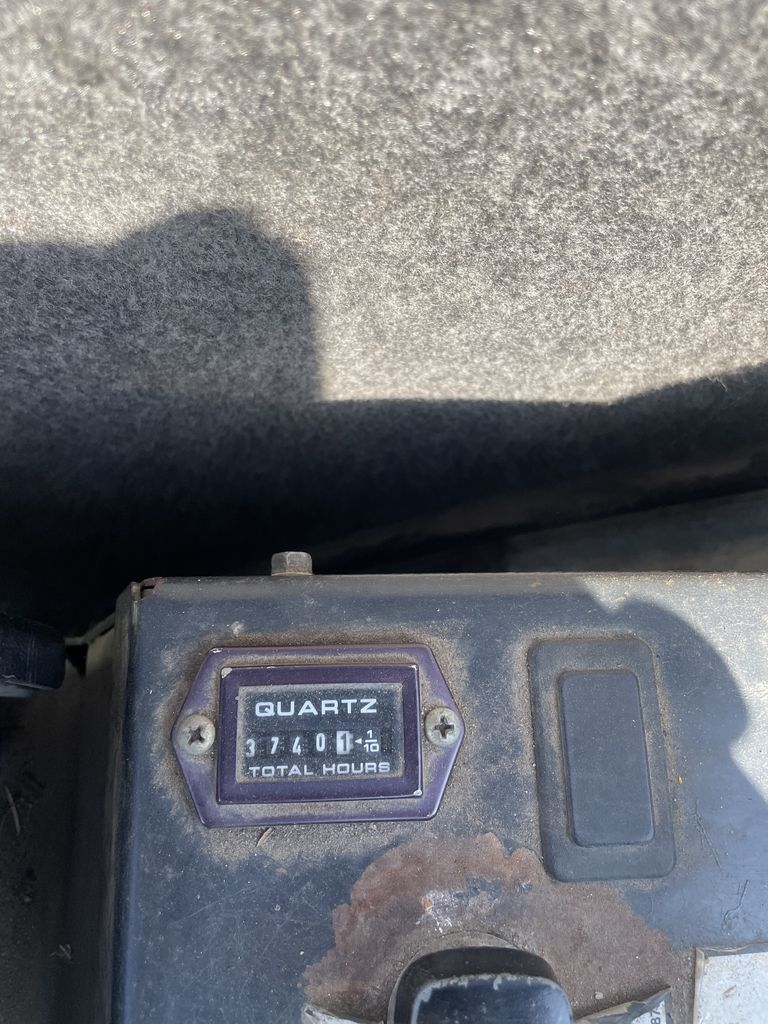 QUARTZ
37401 ◄ 1/10
TOTAL HOURS